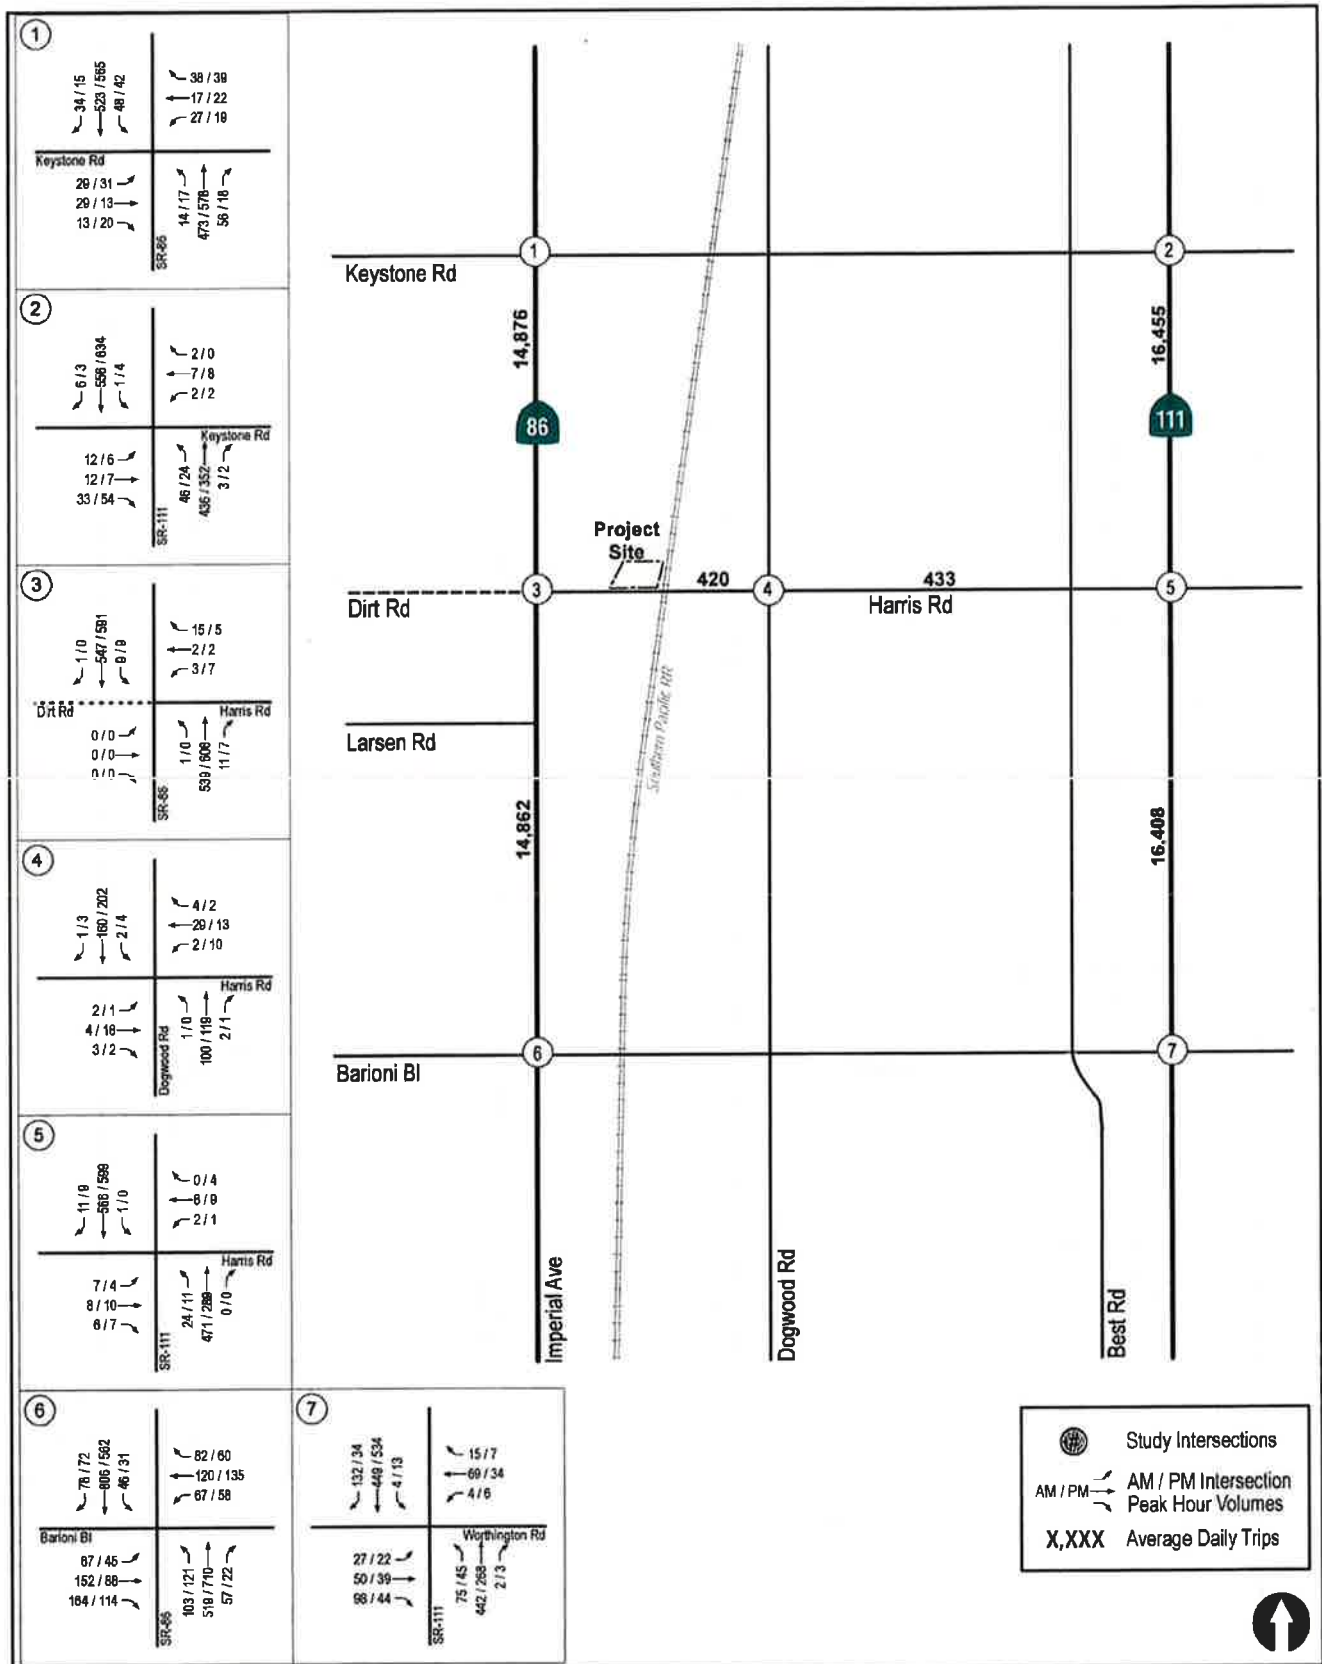 1
34 / 15
523 / 565
48 / 42
38 / 39
17 / 22
27 / 19
Keystone Rd
29 / 31
29 / 13
13 / 20
14 / 17
473 / 578
56 / 18
SR-86
2
6 / 3
556 / 634
1 / 4
2 / 0
7 / 8
2 / 2
Keystone Rd
12 / 6
12 / 7
33 / 54
46 / 24
436 / 352
3 / 2
SR-111
3
1 / 0
547 / 591
9 / 9
15 / 5
2 / 2
3 / 7
Dirt Rd
Harris Rd
0 / 0
0 / 0
0 / 0
1 / 0
539 / 608
11 / 7
SR-86
4
1 / 3
160 / 202
2 / 4
4 / 2
29 / 13
2 / 10
Harris Rd
2 / 1
4 / 16
3 / 2
1 / 0
100 / 119
2 / 1
Dogwood Rd
5
11 / 9
568 / 599
1 / 0
0 / 4
6 / 9
2 / 1
Harris Rd
7 / 4
8 / 10
6 / 7
24 / 11
471 / 289
0 / 0
SR-111
6
78 / 72
606 / 562
46 / 31
82 / 60
120 / 135
67 / 58
Barioni Bl
67 / 45
152 / 88
164 / 114
103 / 121
519 / 710
57 / 22
SR-86
7
132 / 34
449 / 534
4 / 13
15 / 7
69 / 34
4 / 6
Worthington Rd
27 / 22
50 / 39
98 / 44
75 / 45
442 / 268
2 / 3
SR-111
1
2
Keystone Rd
14,876
16,455
86
111
Project
Site
3
420
4
433
5
Dirt Rd
Harris Rd
Southern Pacific RR
Larsen Rd
14,862
16,408
6
7
Barioni Bl
Imperial Ave
Dogwood Rd
Best Rd
Study Intersections
AM / PM
AM / PM Intersection
Peak Hour Volumes
X,XXX Average Daily Trips